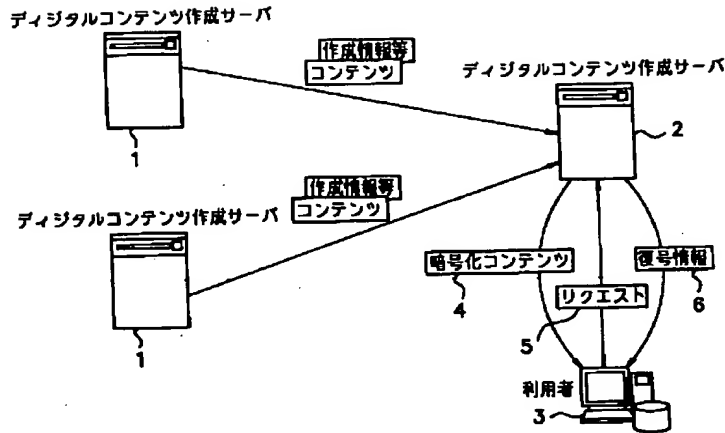 ディジタルコンテンツ作成サーバ
作成情報等
コンテンツ
1
ディジタルコンテンツ作成サーバ
2
作成情報等
コンテンツ
ディジタルコンテンツ作成サーバ
1
暗号化コンテンツ
4
リクエスト
5
復号情報
6
利用者
3